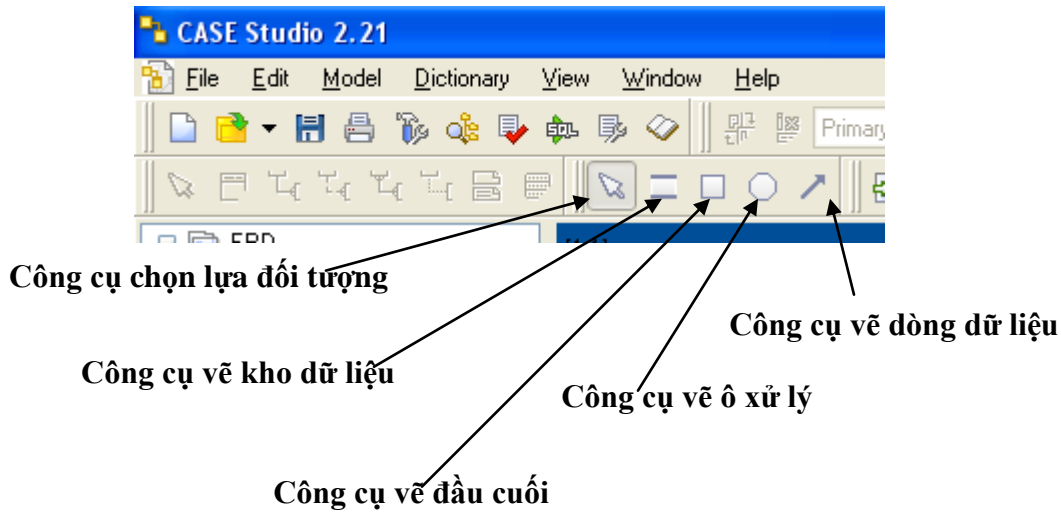 CASE Studio 2.21
File Edit Model Dictionary View Window Help
SQL Primary
ERD
Công cụ chọn lựa đối tượng
Công cụ vẽ dòng dữ liệu
Công cụ vẽ kho dữ liệu
Công cụ vẽ ô xử lý
Công cụ vẽ đầu cuối